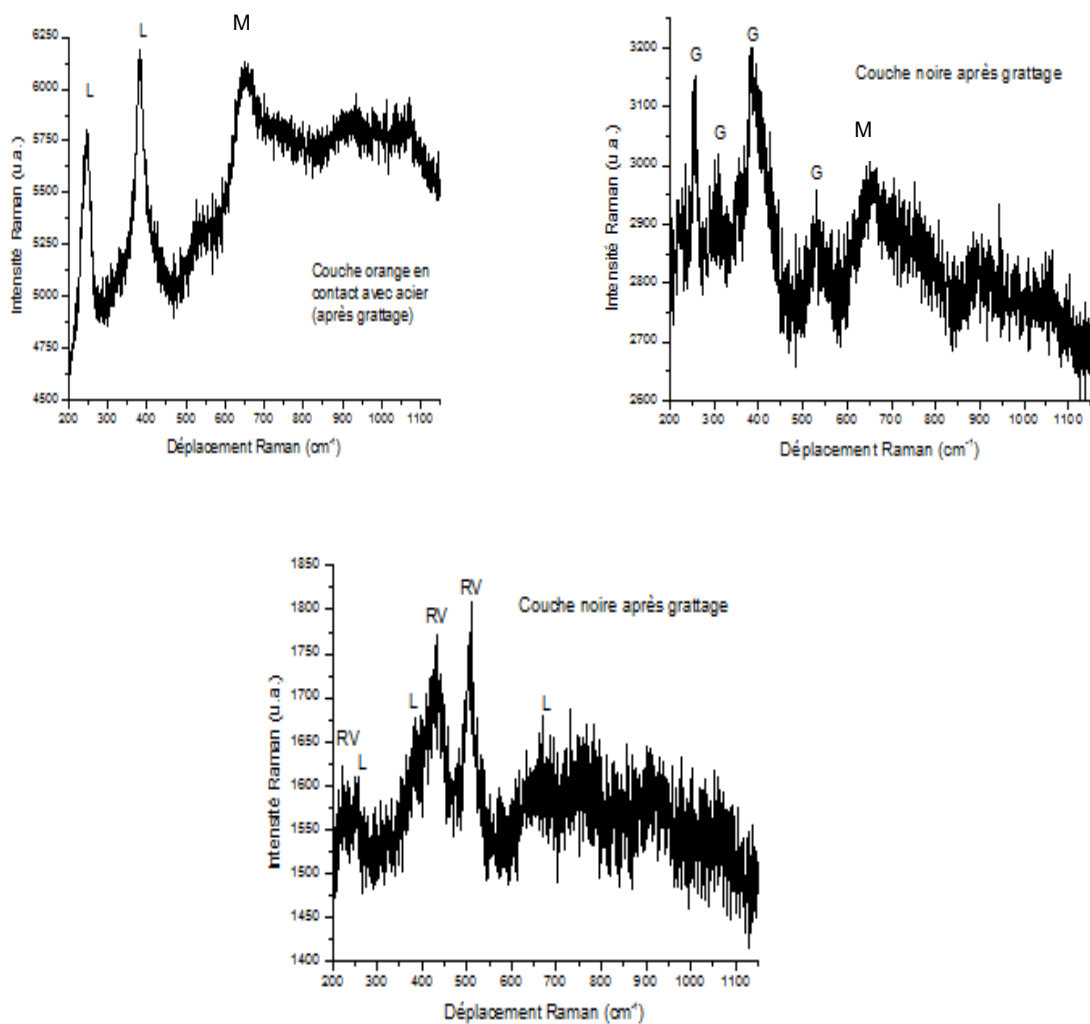 L
L
M
6250
6000
5750
5500
5250
5000
4750
4500
Intensité Raman (u.a.)
Couche orange en
contact avec acier
(après grattage)
200 300 400 500 600 700 800 900 1000 1100
Déplacement Raman (cm⁻¹)
G
G
G
G
M
Couche noire après grattage
3200
3100
3000
2900
2800
2700
2600
Intensité Raman (u.a.)
200 300 400 500 600 700 800 900 1000 1100
Déplacement Raman (cm⁻¹)
RV
L
L
RV
RV
L
Couche noire après grattage
1850
1800
1750
1700
1650
1600
1550
1500
1450
1400
Intensité Raman (u.a.)
200 300 400 500 600 700 800 900 1000 1100
Déplacement Raman (cm⁻¹)